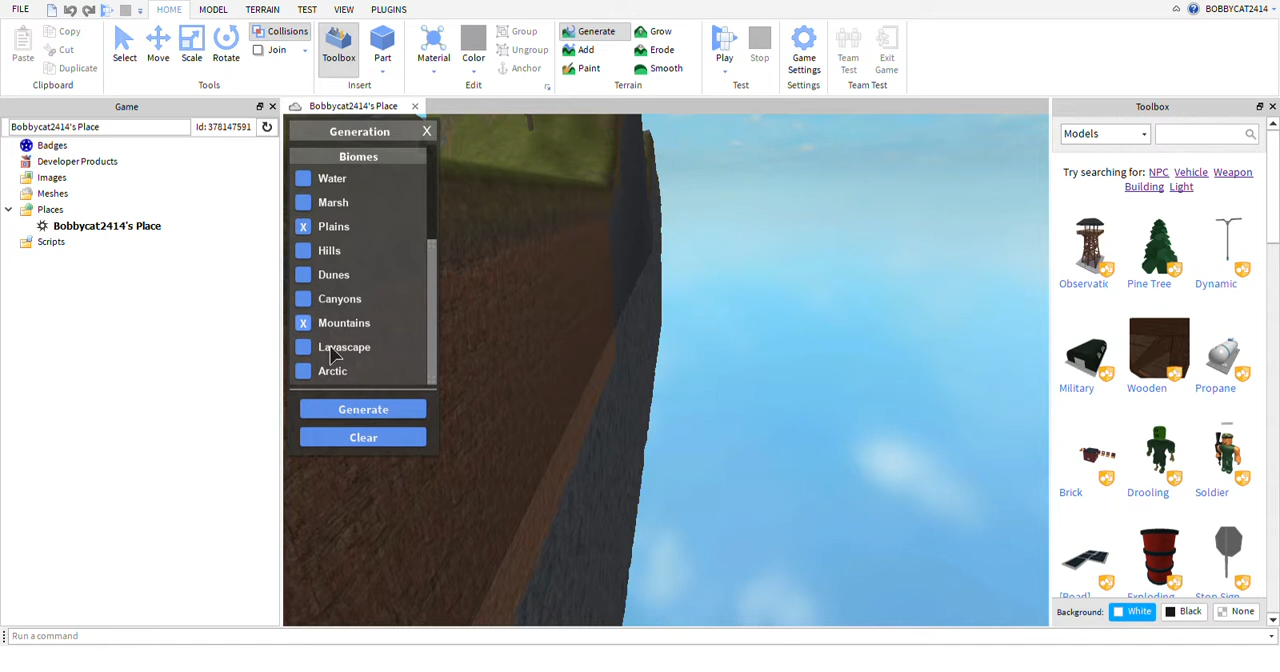 FILE HOME MODEL TERRAIN TEST VIEW PLUGINS BOBBYCAT2414
Paste Copy Cut Duplicate Clipboard
Select Move Scale Rotate Collisions Join Tools
Toolbox Part Insert
Material Color Group Ungroup Anchor Edit
Generate Add Paint Grow Erode Smooth Terrain
Play Stop Test
Game Settings Settings
Team Test Exit Game Team Test
Game
Bobbycat2414's Place Id: 378147591
Badges
Developer Products
Images
Meshes
Places
Bobbycat2414's Place
Scripts
Bobbycat2414's Place
Generation X
Biomes
Water
Marsh
X Plains
Hills
Dunes
Canyons
X Mountains
Lavascape
Arctic
Generate
Clear
Toolbox
Models
Try searching for: NPC Vehicle Weapon
Building Light
Observatic Pine Tree Dynamic
Military Wooden Propane
Brick Drooling Soldier
[Road] Exploding Stop Sign
Background: White Black None
Run a command